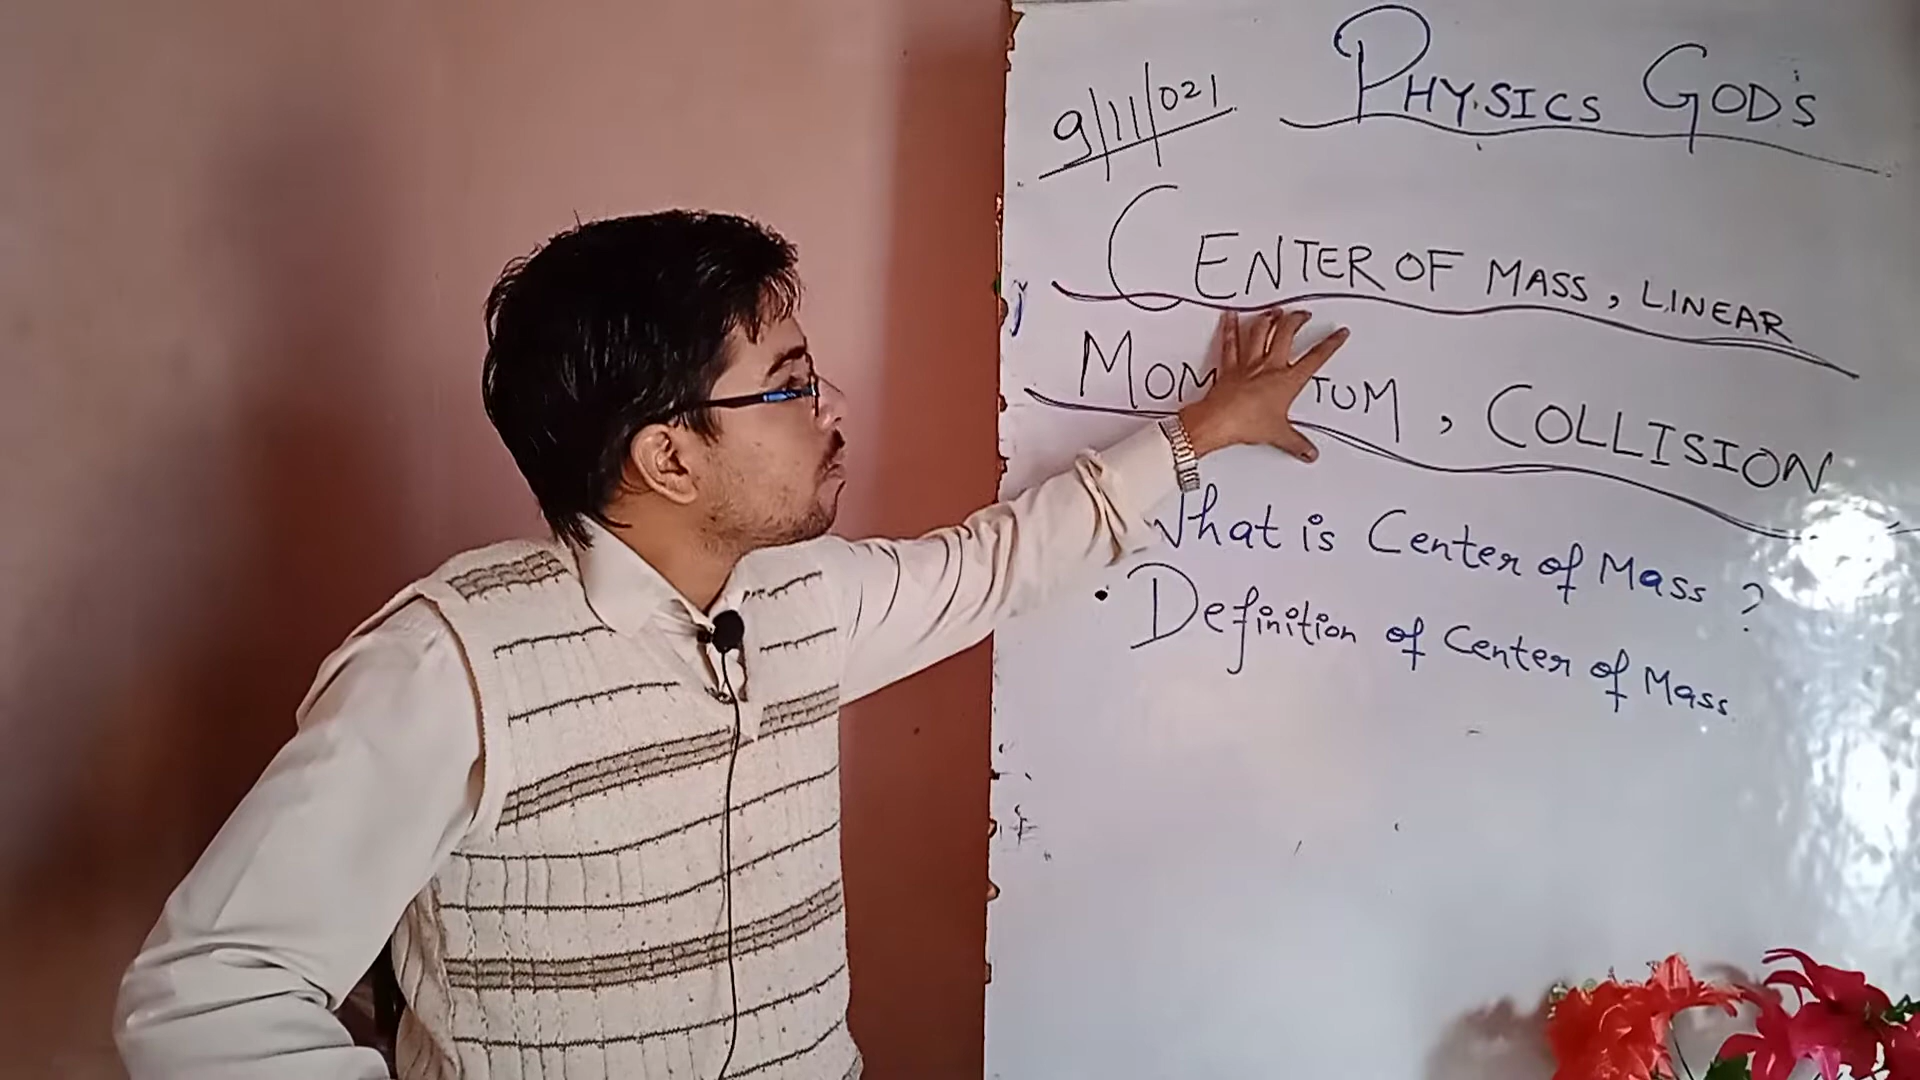 PHYSICS GOD'S
9/11/021
CENTER OF MASS, LINEAR
MOM TUM, COLLISION
What is Center of Mass ?
• Definition of Center of Mass